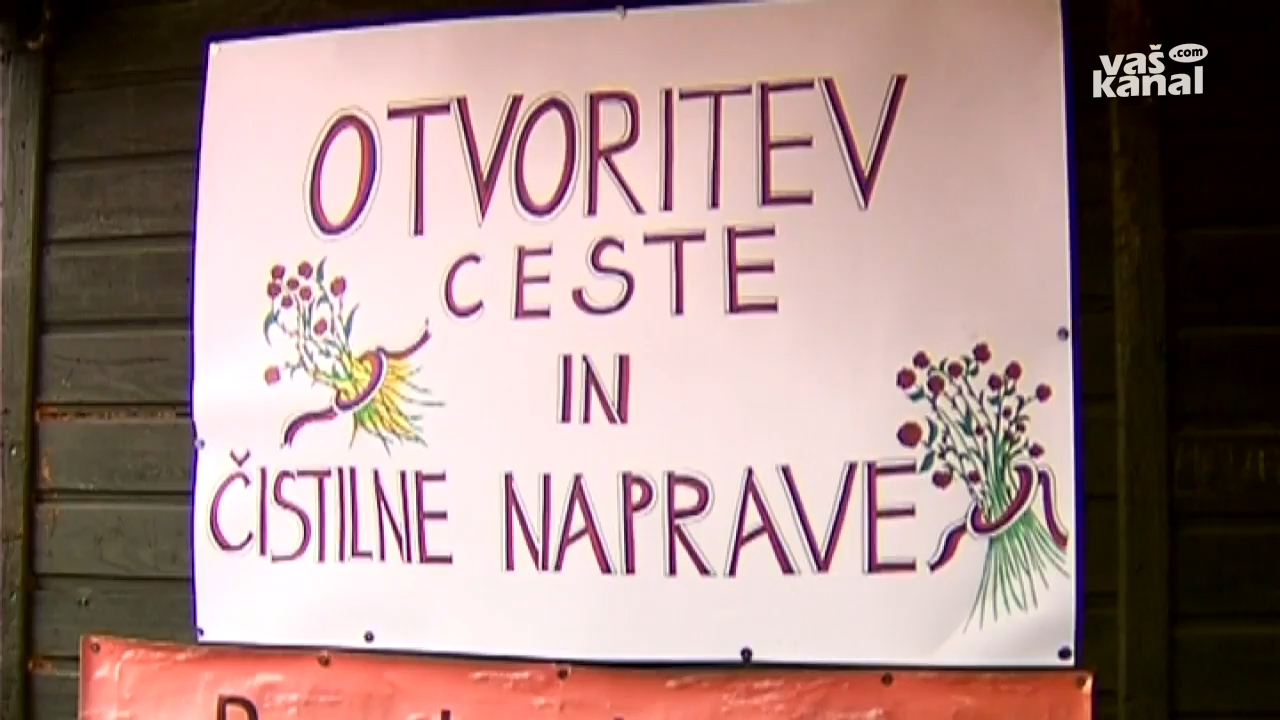 vaš .com
kanal
OTVORITEV
CESTE
IN
ČISTILNE NAPRAVE